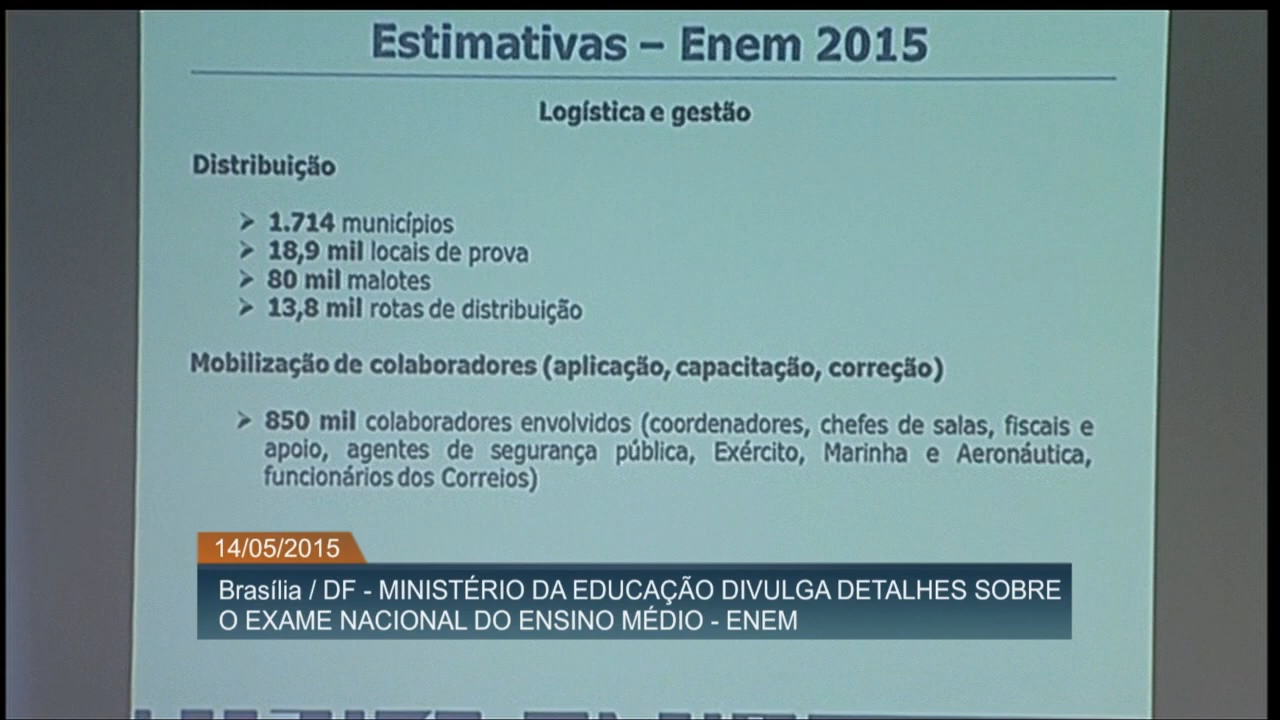 Estimativas – Enem 2015
Logística e gestão
Distribuição
➢ 1.714 municípios
➢ 18,9 mil locais de prova
➢ 80 mil malotes
➢ 13,8 mil rotas de distribuição
Mobilização de colaboradores (aplicação, capacitação, correção)
➢ 850 mil colaboradores envolvidos (coordenadores, chefes de salas, fiscais e
apoio, agentes de segurança pública, Exército, Marinha e Aeronáutica,
funcionários dos Correios)
14/05/2015
Brasília / DF - MINISTÉRIO DA EDUCAÇÃO DIVULGA DETALHES SOBRE
O EXAME NACIONAL DO ENSINO MÉDIO - ENEM